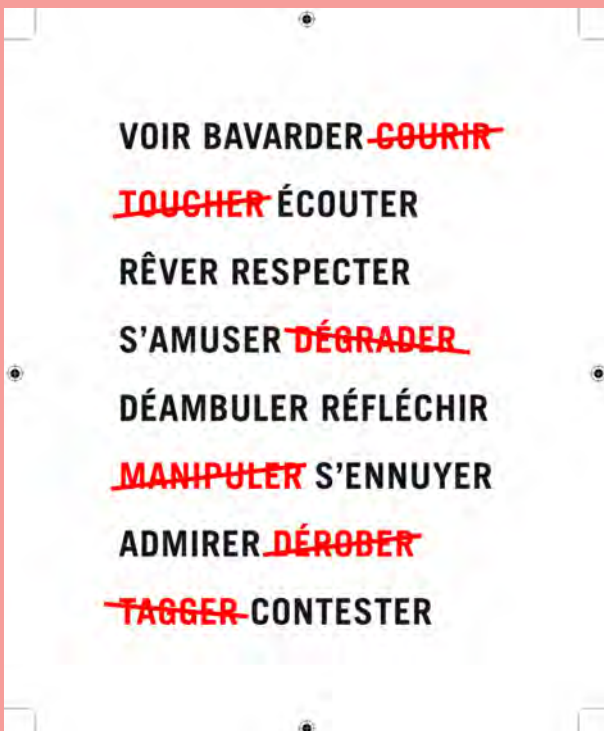 VOIR BAVARDER COURIR
TOUCHER ÉCOUTER
RÊVER RESPECTER
S’AMUSER DÉGRADER
DÉAMBULER RÉFLÉCHIR
MANIPULER S’ENNUYER
ADMIRER DÉROBER
TAGGER CONTESTER